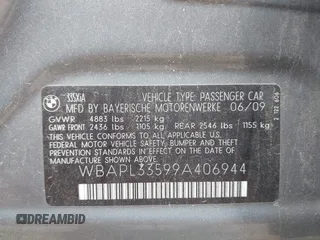 335XiA VEHICLE TYPE: PASSENGER CAR
MFD BY BAYERISCHE MOTORENWERKE 06/09
GVWR 4883 lbs 2215 kg
GAWR FRONT 2436 lbs 1105 kg REAR 2546 lbs 1155 kg
THIS VEHICLE CONFORMS TO ALL APPLICABLE
FEDERAL MOTOR VEHICLE SAFETY, BUMPER, AND
THEFT PREVENTION STANDARDS IN EFFECT ON THE
DATE OF MANUFACTURE SHOWN ABOVE.
WBAPL33599A406944
DREAMBID